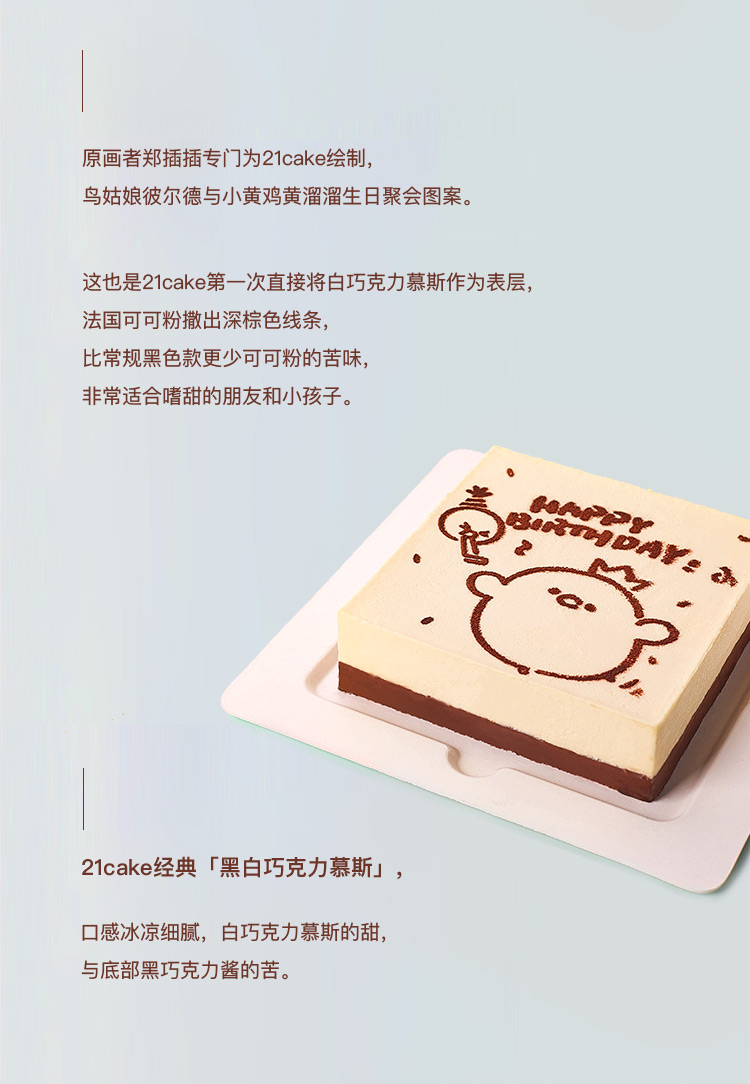 原画者郑插插专门为21cake绘制，
鸟姑娘彼尔德与小黄鸡黄溜溜生日聚会图案。
这也是21cake第一次直接将白巧克力慕斯作为表层，
法国可可粉撒出深棕色线条，
比常规黑色款更少可可粉的苦味，
非常适合嗜甜的朋友和小孩子。
HAPPY
BIRTHDAY!
21cake经典「黑白巧克力慕斯」，
口感冰凉细腻，白巧克力慕斯的甜，
与底部黑巧克力酱的苦。